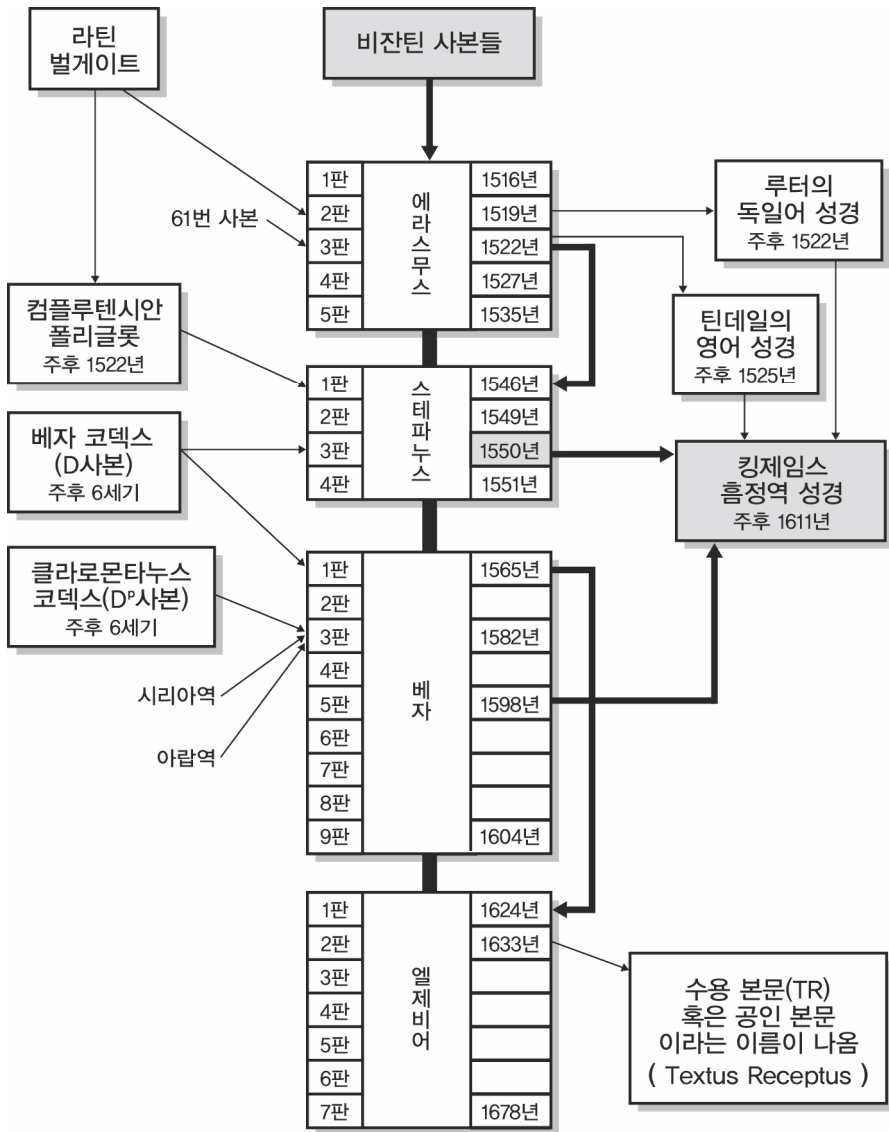 라틴
벌게이트
비잔틴 사본들
1판
2판
3판
4판
5판
에라스무스
1516년
1519년
1522년
1527년
1535년
61번 사본
루터의
독일어 성경
주후 1522년
컴플루텐시안
폴리글롯
주후 1522년
틴데일의
영어 성경
주후 1525년
1판
2판
3판
4판
스테파누스
1546년
1549년
1550년
1551년
베자 코덱스
(D사본)
주후 6세기
킹제임스
흠정역 성경
주후 1611년
클라로몬타누스
코덱스(Dᵖ사본)
주후 6세기
시리아역
아랍역
1판
2판
3판
4판
5판
6판
7판
8판
9판
베자
1565년
1582년
1598년
1604년
1판
2판
3판
4판
5판
6판
7판
엘제비어
1624년
1633년
1678년
수용 본문(TR)
혹은 공인 본문
이라는 이름이 나옴
( Textus Receptus )